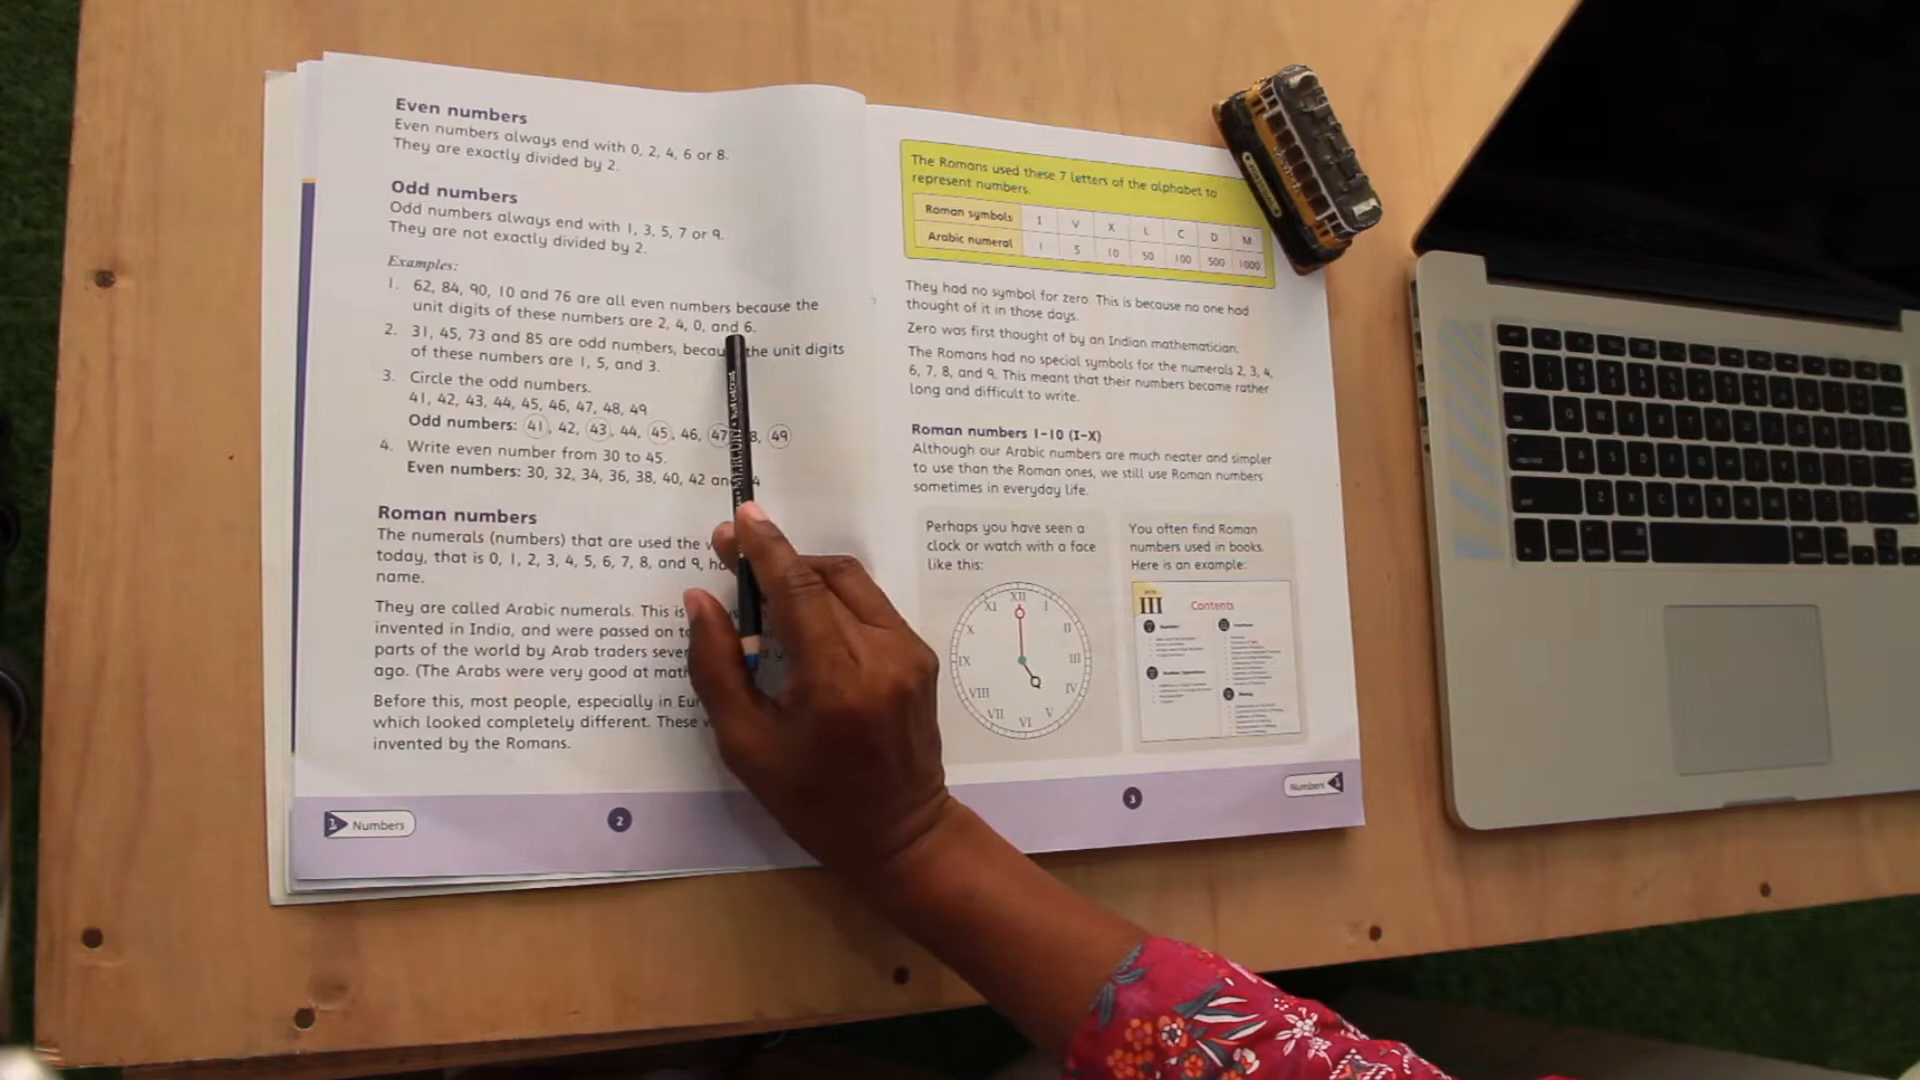 Even numbers
Even numbers always end with 0, 2, 4, 6 or 8.
They are exactly divided by 2.
Odd numbers
Odd numbers always end with 1, 3, 5, 7 or 9.
They are not exactly divided by 2.
Examples:
1. 62, 84, 90, 10 and 76 are all even numbers because the
unit digits of these numbers are 2, 4, 0, and 6.
2. 31, 45, 73 and 85 are odd numbers, becau the unit digits
of these numbers are 1, 5, and 3.
3. Circle the odd numbers.
41, 42, 43, 44, 45, 46, 47, 48, 49
Odd numbers: 41, 42, 43, 44, 45, 46, 47 8, 49
4. Write even number from 30 to 45.
Even numbers: 30, 32, 34, 36, 38, 40, 42 an 4
Roman numbers
The numerals (numbers) that are used the
today, that is 0, 1, 2, 3, 4, 5, 6, 7, 8, and 9,
name.
They are called Arabic numerals. This is
invented in India, and were passed on
parts of the world by Arab traders
ago. (The Arabs were very good at
Before this, most people, especially in
which looked completely different. These
invented by the Romans.
1 Numbers
2
The Romans used these 7 letters of the alphabet to
represent numbers.
Roman symbols I V X L C D M
Arabic numeral 1 5 10 50 100 500 1000
They had no symbol for zero. This is because no one had
thought of it in those days.
Zero was first thought of by an Indian mathematician.
The Romans had no special symbols for the numerals 2, 3, 4,
6, 7, 8, and 9. This meant that their numbers became rather
long and difficult to write.
Roman numbers 1-10 (I-X)
Although our Arabic numbers are much neater and simpler
to use than the Roman ones, we still use Roman numbers
sometimes in everyday life.
Perhaps you have seen a
clock or watch with a face
like this:
XII
XI I
X II
IX III
VIII IV
VII VI V
You often find Roman
numbers used in books.
Here is an example:
III Contents
3
Numbers 1